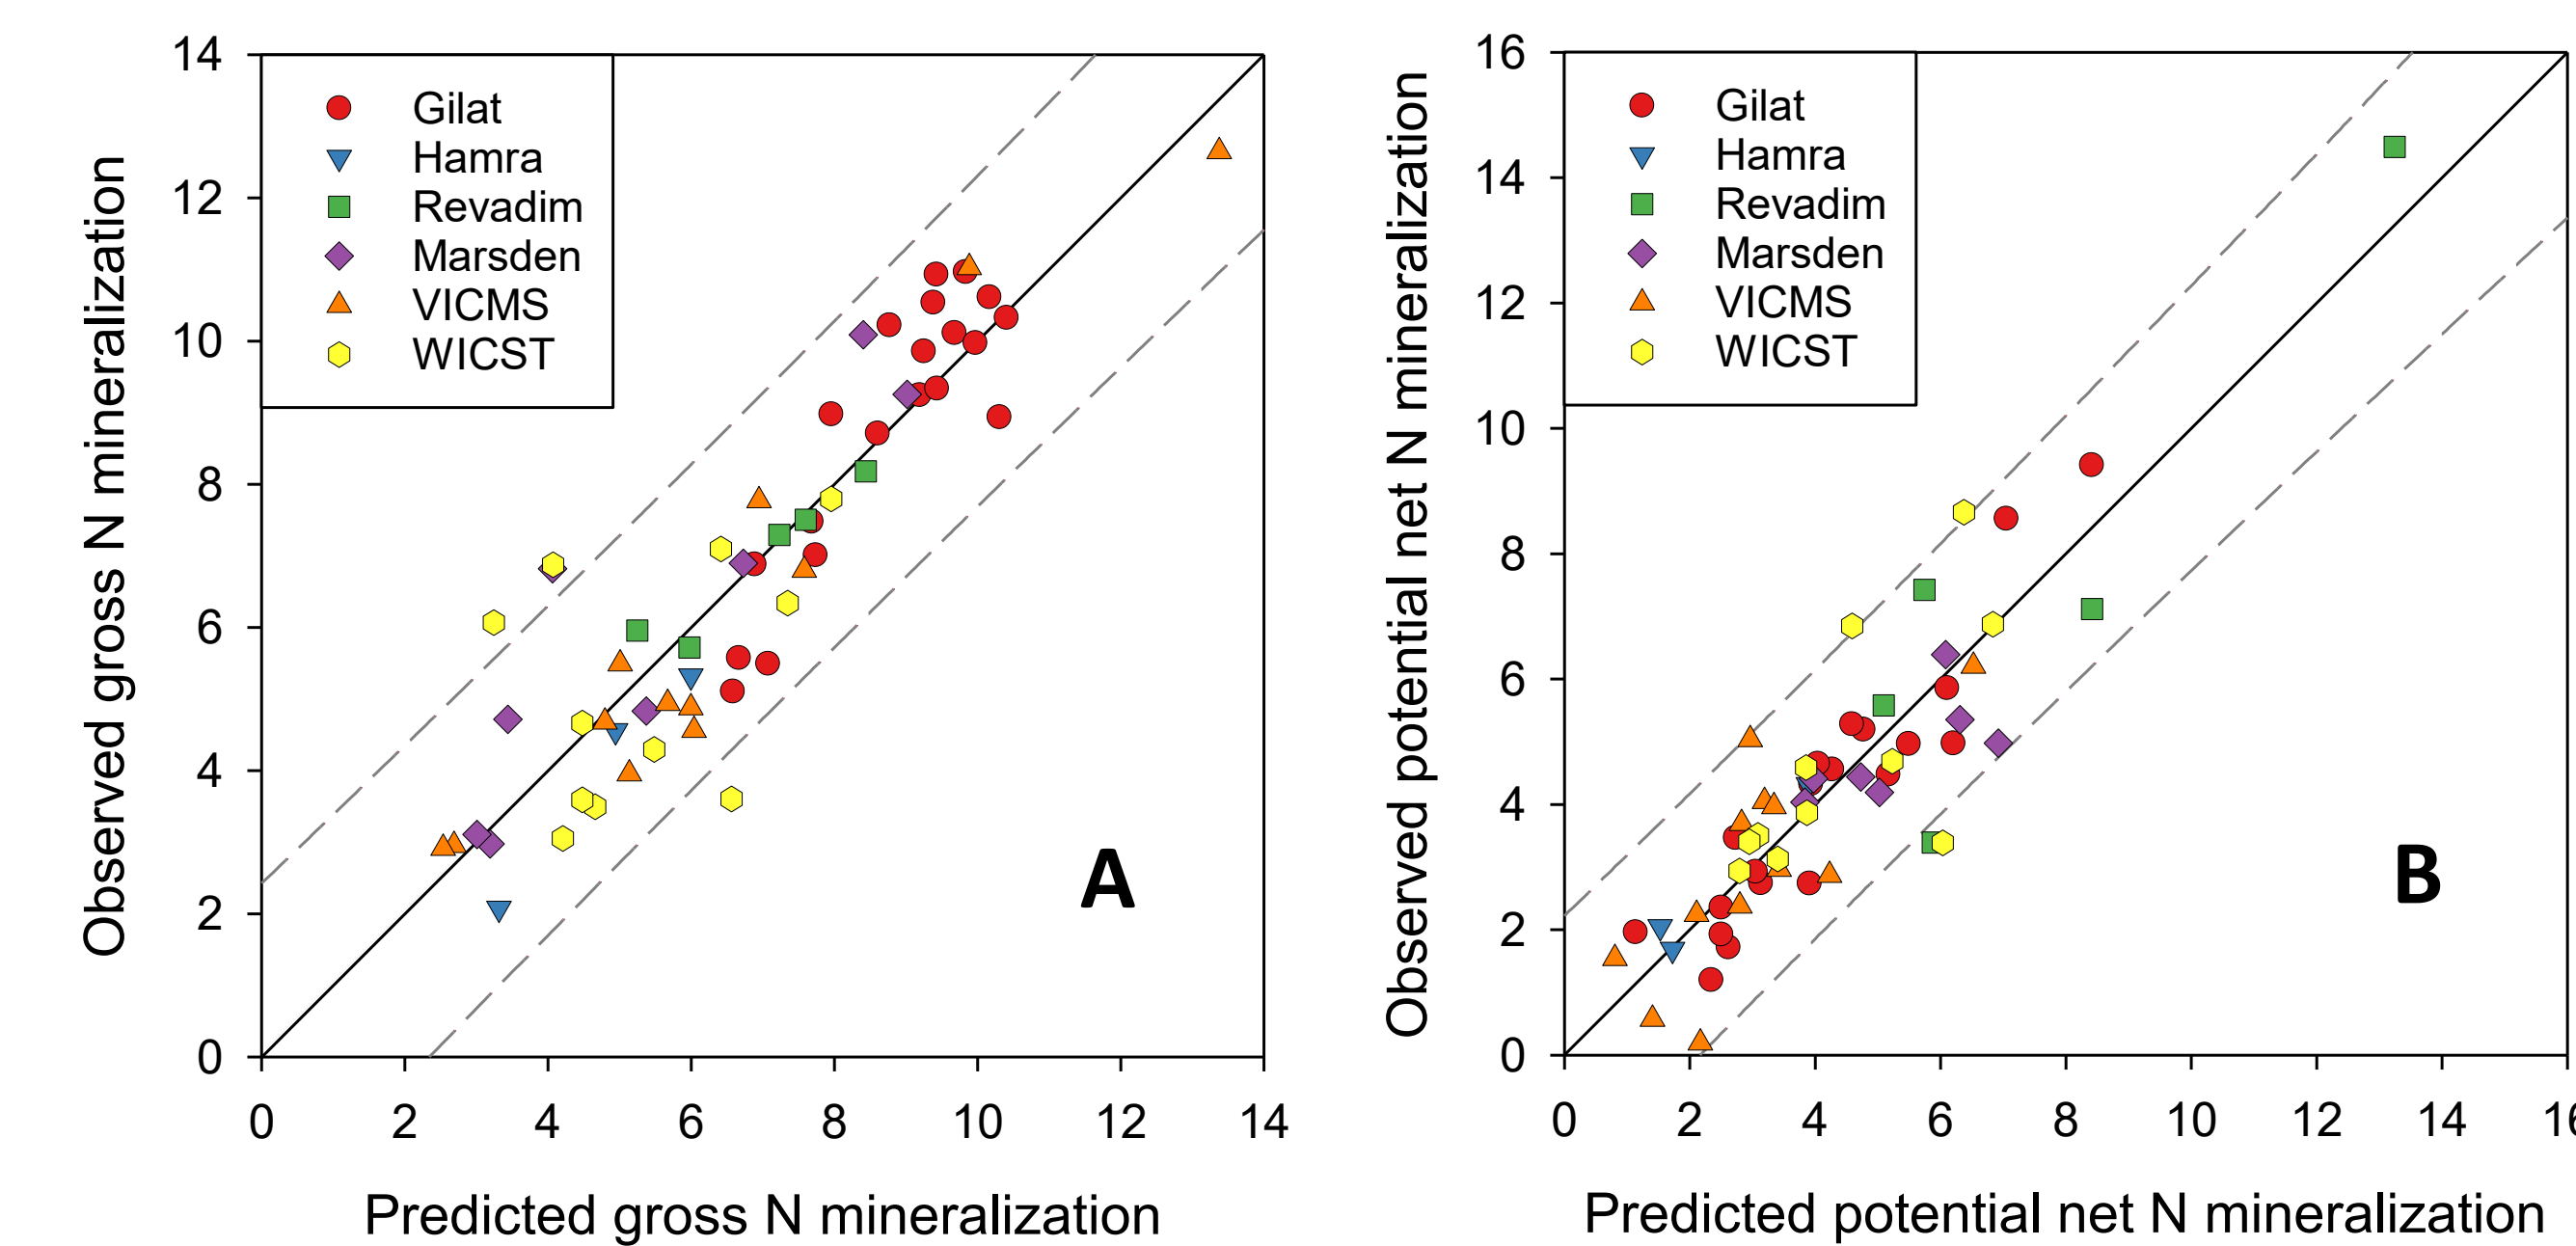 Observed gross N mineralization
14
12
10
8
6
4
2
0
Gilat
Hamra
Revadim
Marsden
VICMS
WICST
A
0 2 4 6 8 10 12 14
Predicted gross N mineralization
Observed potential net N mineralization
16
14
12
10
8
6
4
2
0
Gilat
Hamra
Revadim
Marsden
VICMS
WICST
B
0 2 4 6 8 10 12 14 16
Predicted potential net N mineralization